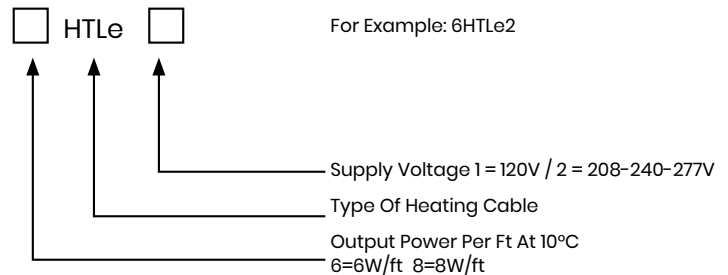 HTLe
For Example: 6HTLe2
Supply Voltage 1 = 120V / 2 = 208-240-277V
Type Of Heating Cable
Output Power Per Ft At 10°C
6=6W/ft 8=8W/ft